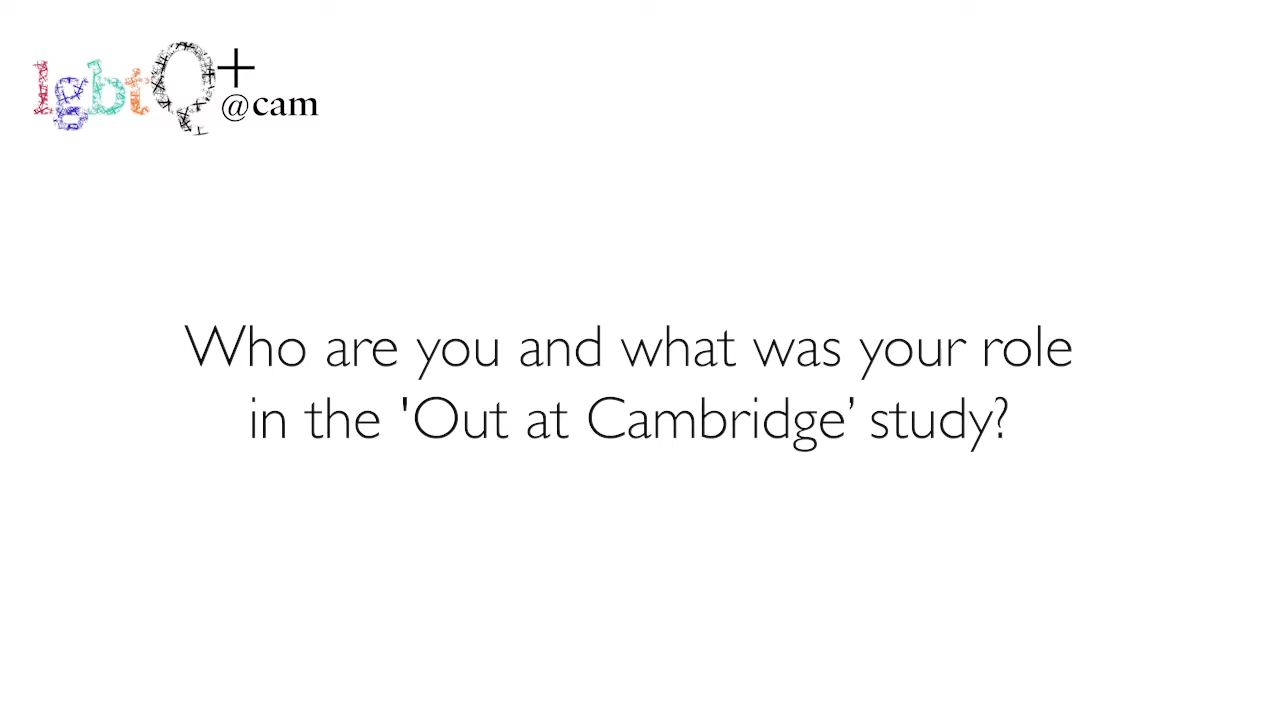 lgbtQ+
@cam
Who are you and what was your role
in the 'Out at Cambridge’ study?